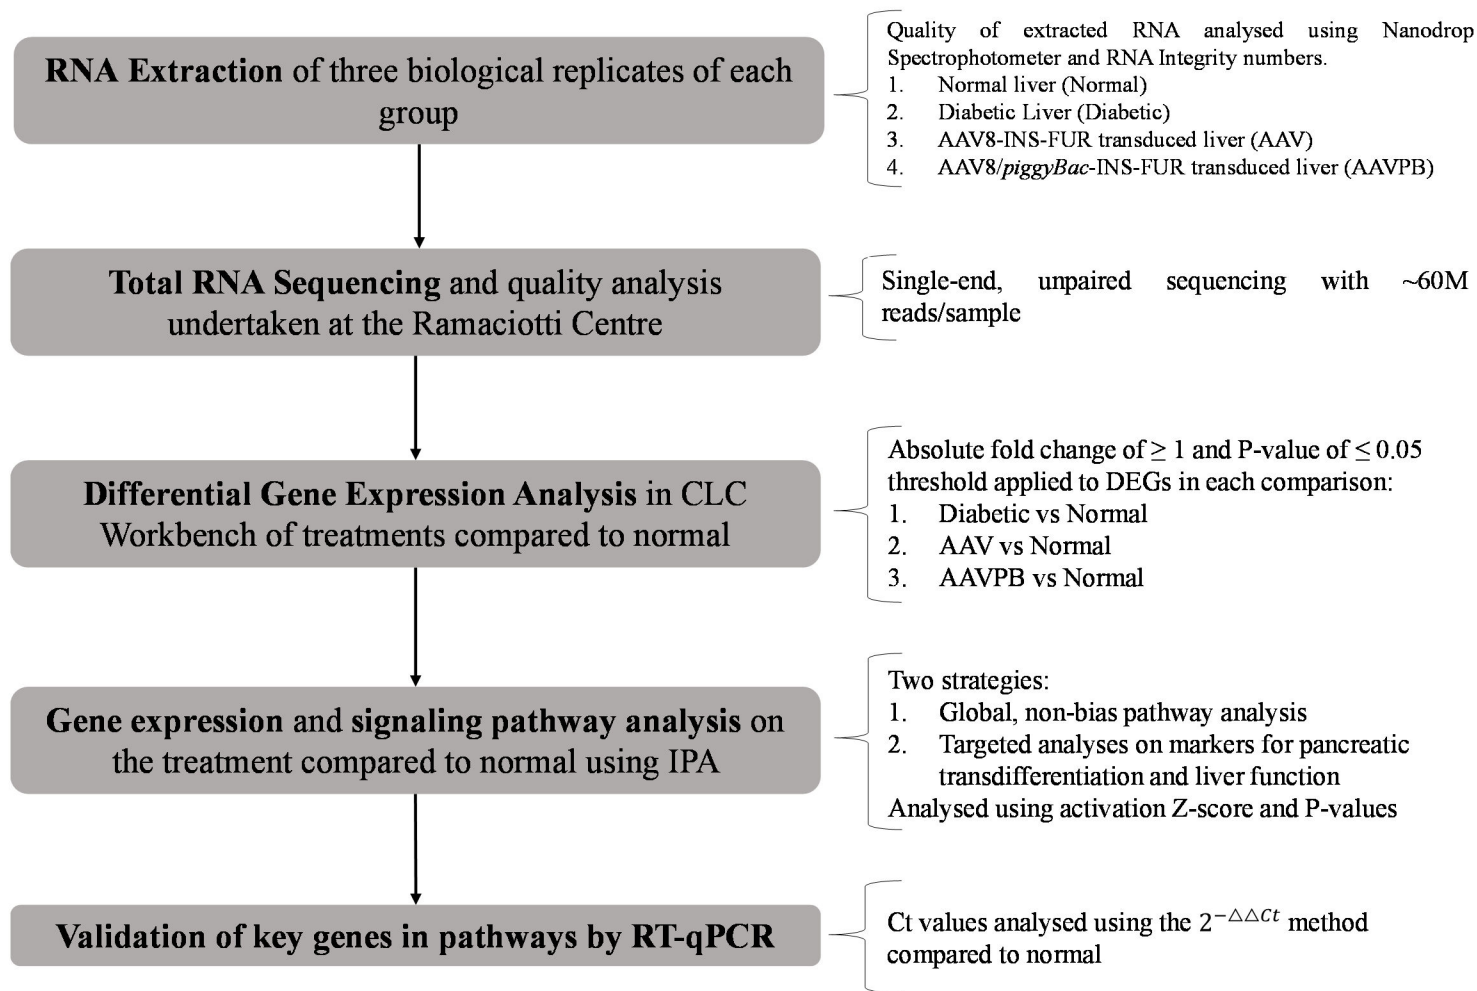 RNA Extraction of three biological replicates of each
group
Quality of extracted RNA analysed using Nanodrop
Spectrophotometer and RNA Integrity numbers.
1. Normal liver (Normal)
2. Diabetic Liver (Diabetic)
3. AAV8-INS-FUR transduced liver (AAV)
4. AAV8/piggyBac-INS-FUR transduced liver (AAVPB)
Total RNA Sequencing and quality analysis
undertaken at the Ramaciotti Centre
Single-end, unpaired sequencing with ~60M
reads/sample
Differential Gene Expression Analysis in CLC
Workbench of treatments compared to normal
Absolute fold change of ≥ 1 and P-value of ≤ 0.05
threshold applied to DEGs in each comparison:
1. Diabetic vs Normal
2. AAV vs Normal
3. AAVPB vs Normal
Gene expression and signaling pathway analysis on
the treatment compared to normal using IPA
Two strategies:
1. Global, non-bias pathway analysis
2. Targeted analyses on markers for pancreatic
transdifferentiation and liver function
Analysed using activation Z-score and P-values
Validation of key genes in pathways by RT-qPCR
Ct values analysed using the 2^−△△Ct method
compared to normal